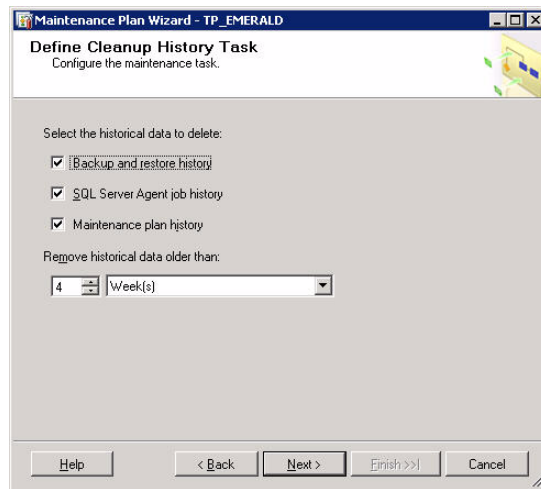 Maintenance Plan Wizard - TP_EMERALD
Define Cleanup History Task
Configure the maintenance task.
Select the historical data to delete:
Backup and restore history
SQL Server Agent job history
Maintenance plan history
Remove historical data older than:
4 Week(s)
Help < Back Next > Finish >>| Cancel